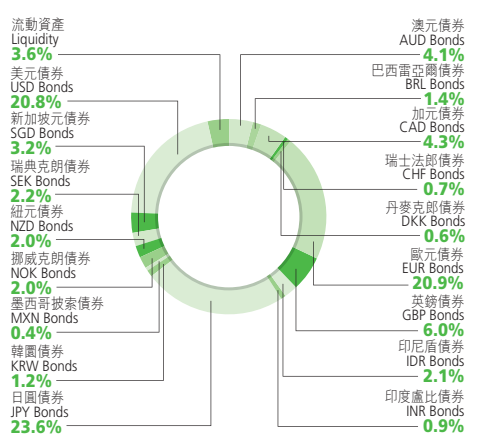 流動資產
Liquidity
3.6%
美元債券
USD Bonds
20.8%
新加坡元債券
SGD Bonds
3.2%
瑞典克朗債券
SEK Bonds
2.2%
紐元債券
NZD Bonds
2.0%
挪威克朗債券
NOK Bonds
2.0%
墨西哥披索債券
MXN Bonds
0.4%
韓圜債券
KRW Bonds
1.2%
日圓債券
JPY Bonds
23.6%
澳元債券
AUD Bonds
4.1%
巴西雷亞爾債券
BRL Bonds
1.4%
加元債券
CAD Bonds
4.3%
瑞士法郎債券
CHF Bonds
0.7%
丹麥克郎債券
DKK Bonds
0.6%
歐元債券
EUR Bonds
20.9%
英鎊債券
GBP Bonds
6.0%
印尼盾債券
IDR Bonds
2.1%
印度盧比債券
INR Bonds
0.9%